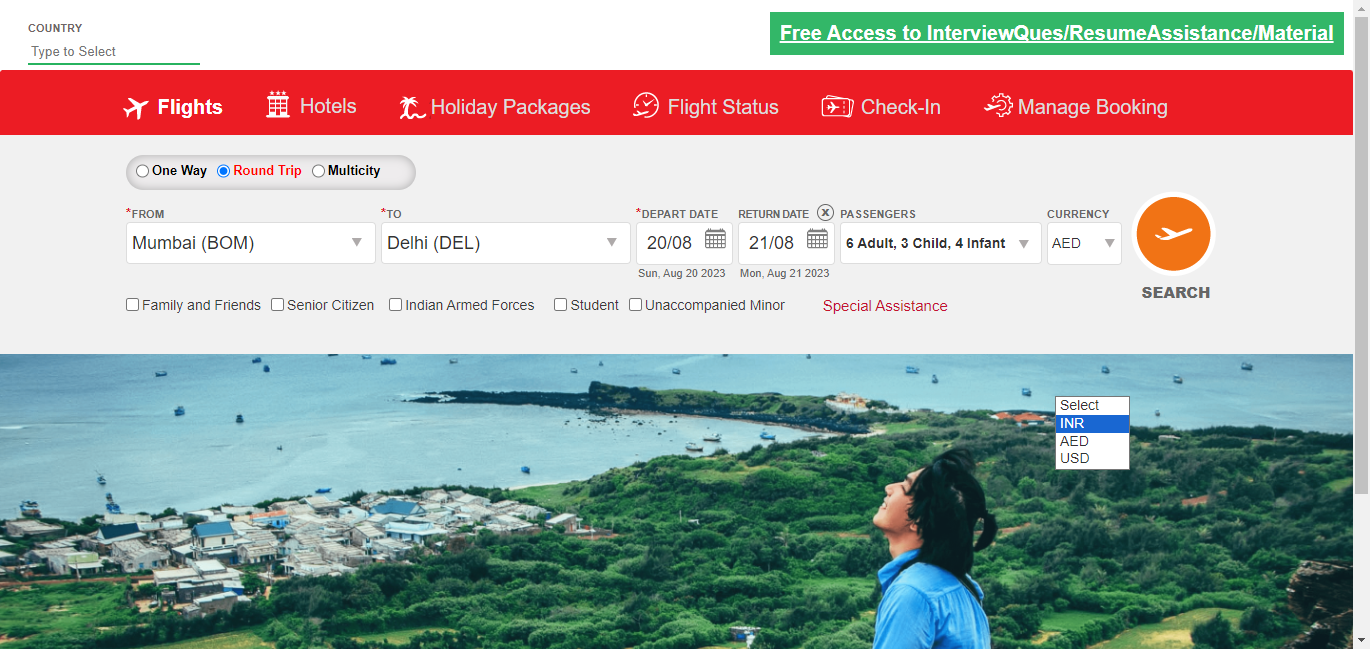 COUNTRY
Type to Select
Free Access to InterviewQues/ResumeAssistance/Material
Flights Hotels Holiday Packages Flight Status Check-In Manage Booking
One Way Round Trip Multicity
*FROM *TO *DEPART DATE RETURN DATE X PASSENGERS CURRENCY
Mumbai (BOM) Delhi (DEL) 20/08 21/08 6 Adult, 3 Child, 4 Infant AED
Sun, Aug 20 2023 Mon, Aug 21 2023
SEARCH
Family and Friends Senior Citizen Indian Armed Forces Student Unaccompanied Minor Special Assistance
Select
INR
AED
USD